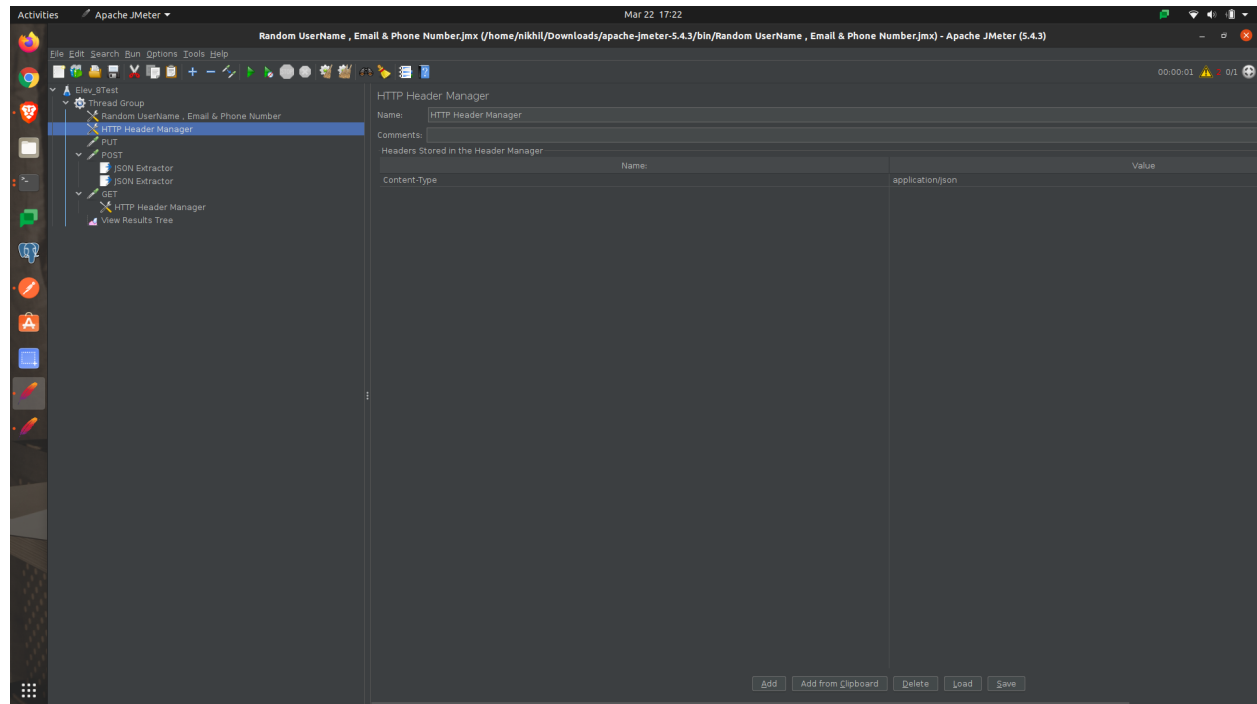 Activities Apache JMeter Mar 22 17:22
Random UserName , Email & Phone Number.jmx (/home/nikhil/Downloads/apache-jmeter-5.4.3/bin/Random UserName , Email & Phone Number.jmx) - Apache JMeter (5.4.3)
File Edit Search Run Options Tools Help
00:00:01 0/1
Elev_8Test
Thread Group
Random UserName , Email & Phone Number
HTTP Header Manager
PUT
POST
JSON Extractor
JSON Extractor
GET
HTTP Header Manager
View Results Tree
HTTP Header Manager
Name: HTTP Header Manager
Comments:
Headers Stored in the Header Manager
Name: Value
Content-Type application/json
Add Add from Clipboard Delete Load Save